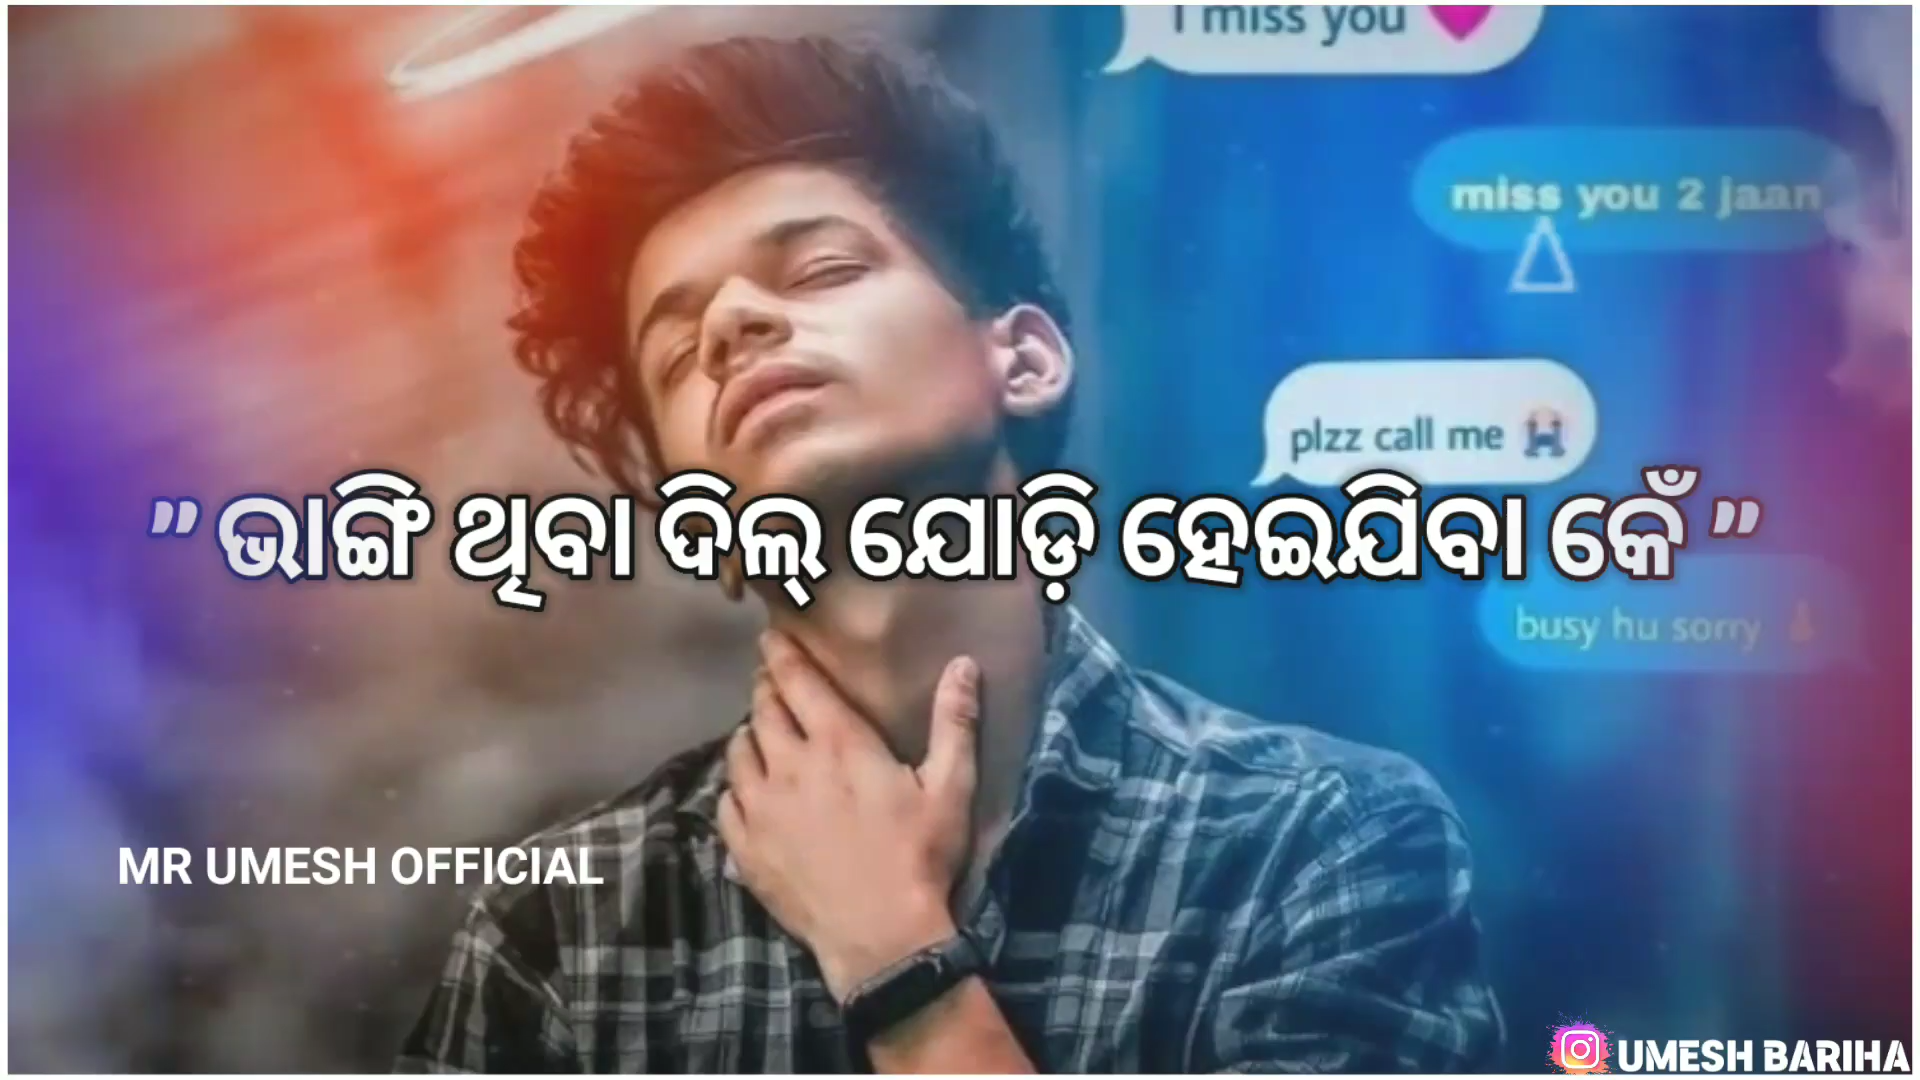 I miss you
miss you 2 jaan
plzz call me
" ଭାଙ୍ଗି ଥିବା ଦିଲ୍ ଯୋଡ଼ି ହେଇଯିବା କେଁ "
busy hu sorry
MR UMESH OFFICIAL
UMESH BARIHA